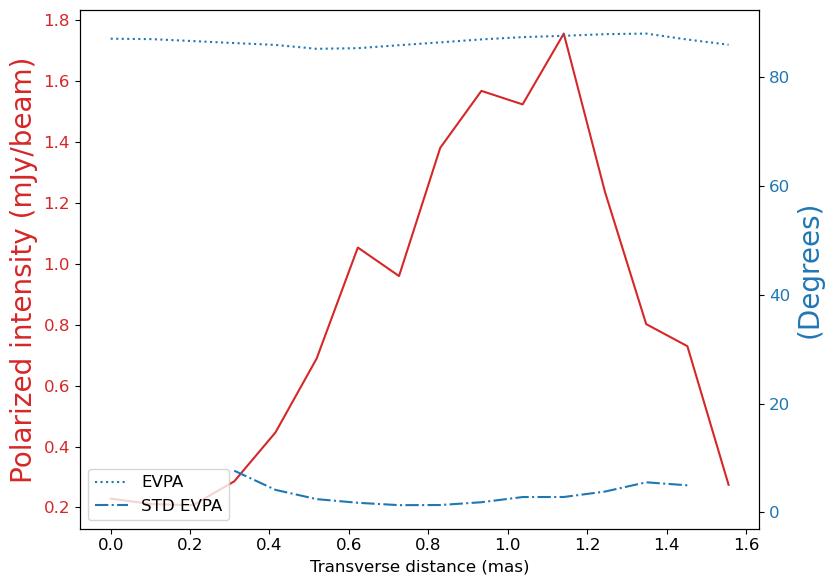 Polarized intensity (mJy/beam)
1.8
1.6
1.4
1.2
1.0
0.8
0.6
0.4
0.2
EVPA
STD EVPA
0.0 0.2 0.4 0.6 0.8 1.0 1.2 1.4 1.6
Transverse distance (mas)
80
60
40
20
0
(Degrees)